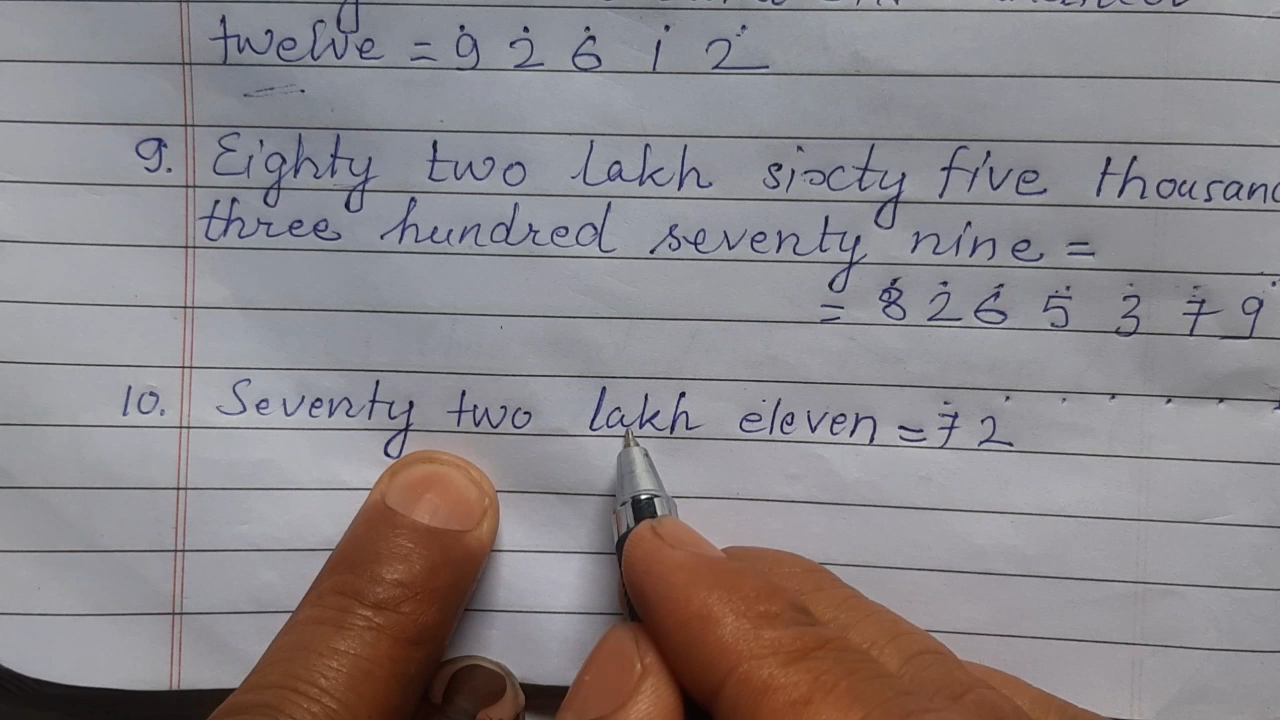 twelve = 9 2 6 1 2
9. Eighty two lakh sixty five thousand
three hundred seventy nine =
= 8 2 6 5 3 7 9
10. Seventy two lakh eleven = 7 2